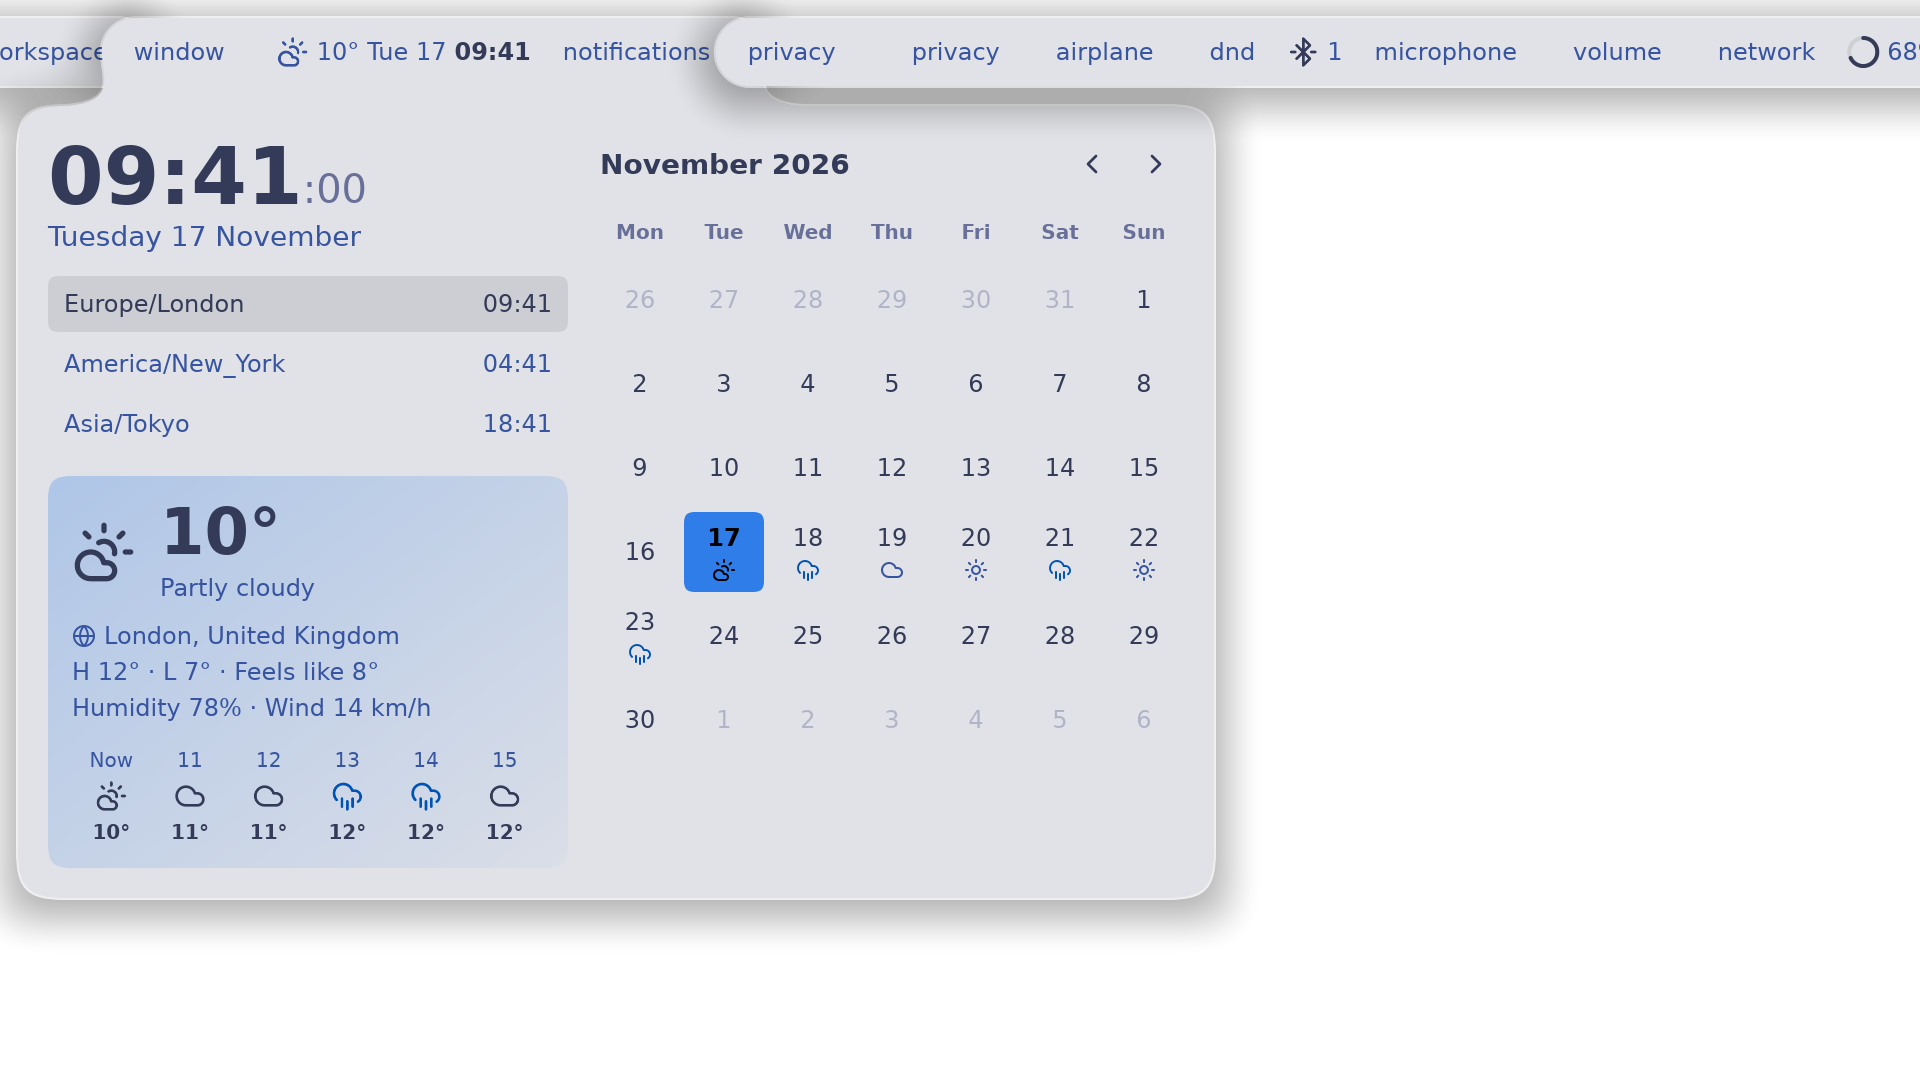 orkspace window 10° Tue 17 09:41 notifications privacy privacy airplane dnd 1 microphone volume network 68
09:41:00
Tuesday 17 November
Europe/London 09:41
America/New_York 04:41
Asia/Tokyo 18:41
10°
Partly cloudy
London, United Kingdom
H 12° · L 7° · Feels like 8°
Humidity 78% · Wind 14 km/h
Now 11 12 13 14 15
10° 11° 11° 12° 12° 12°
November 2026
Mon Tue Wed Thu Fri Sat Sun
26 27 28 29 30 31 1
2 3 4 5 6 7 8
9 10 11 12 13 14 15
16 17 18 19 20 21 22
23 24 25 26 27 28 29
30 1 2 3 4 5 6